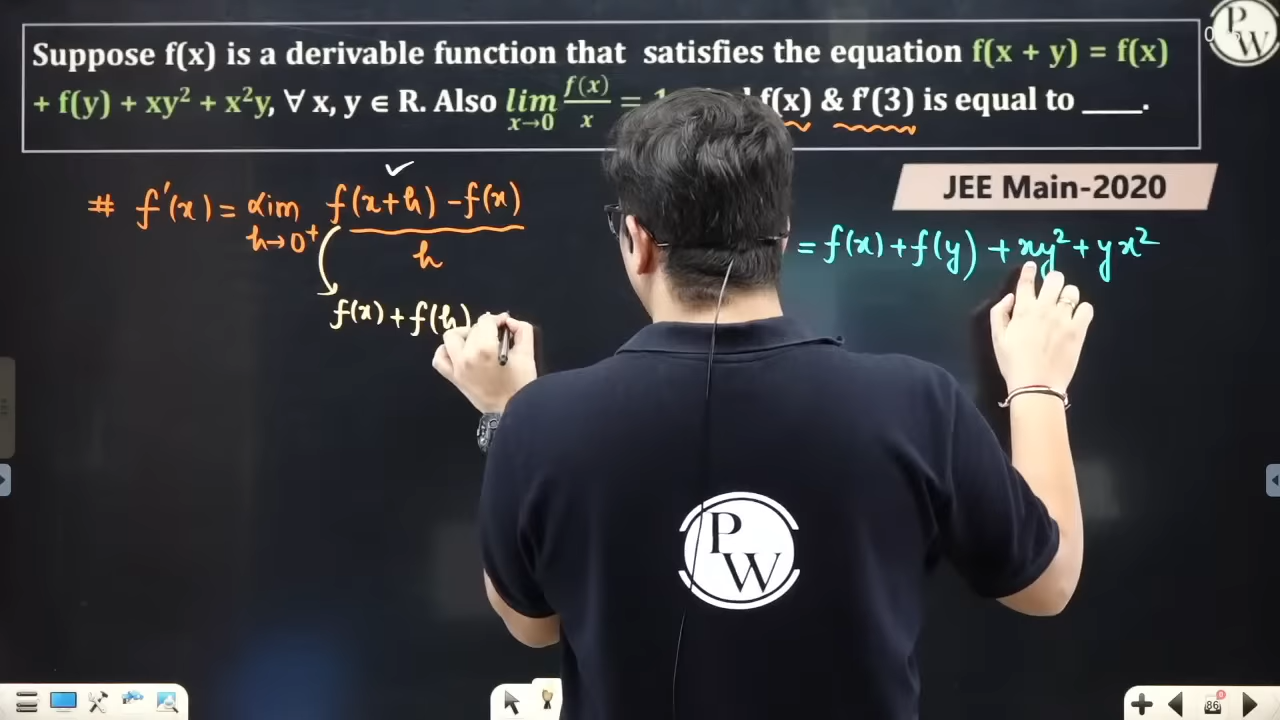 Suppose f(x) is a derivable function that satisfies the equation f(x + y) = f(x)
+ f(y) + xy² + x²y, ∀ x, y ∈ R. Also lim x→0 f(x)/x = f(x) & f'(3) is equal to ____.
PW
JEE Main-2020
# f'(x) = Lim h→0⁺ f(x+h) - f(x) / h
= f(x) + f(y) + xy² + yx²
f(x) + f(h)
PW
86